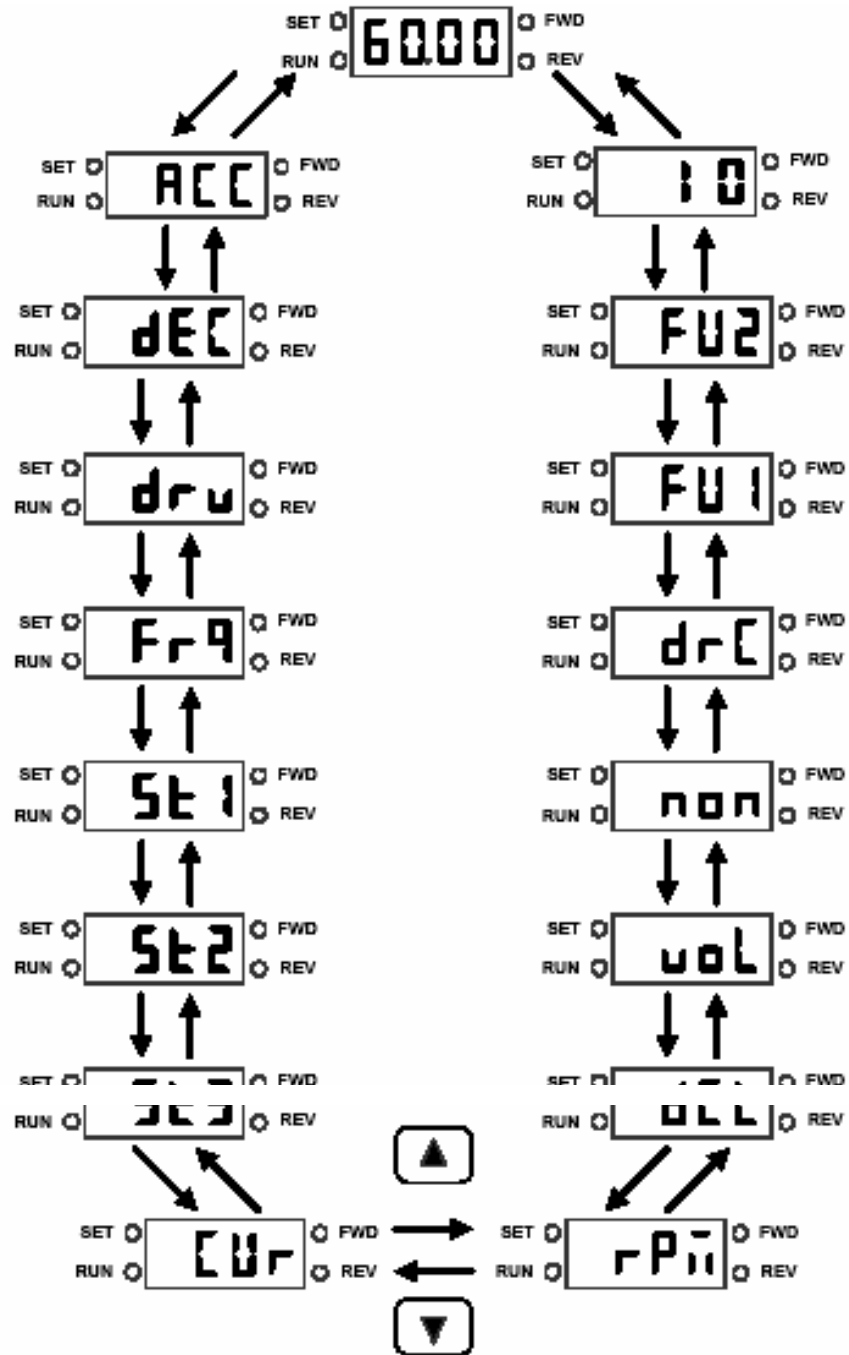 SET 60.00 FWD
RUN REV
SET ACC FWD SET I O FWD
RUN REV RUN REV
SET dEC FWD SET FU2 FWD
RUN REV RUN REV
SET drv FWD SET FU1 FWD
RUN REV RUN REV
SET Frq FWD SET drC FWD
RUN REV RUN REV
SET St1 FWD SET non FWD
RUN REV RUN REV
SET St2 FWD SET voL FWD
RUN REV RUN REV
SET St3 FWD SET FWD
RUN REV RUN REV
SET CUr FWD SET rPm FWD
RUN REV RUN REV